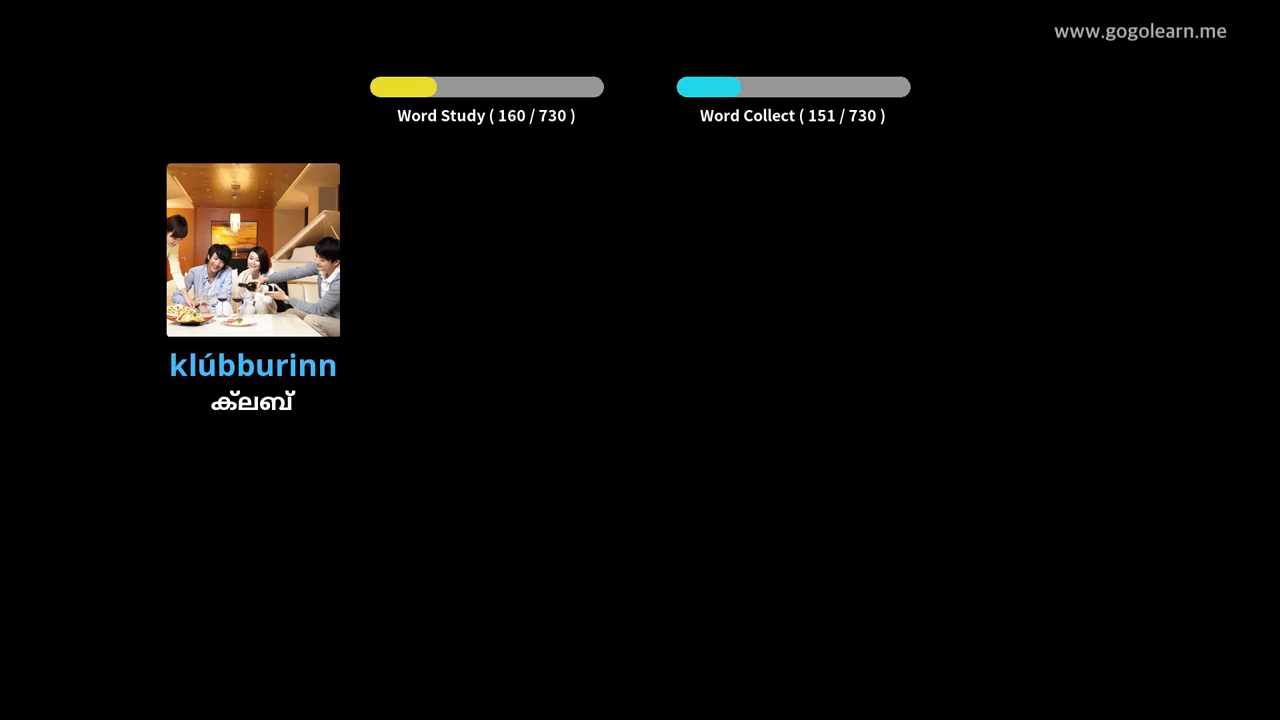 www.gogolearn.me
Word Study ( 160 / 730 )
Word Collect ( 151 / 730 )
klúbburinn
ക്ലബ്